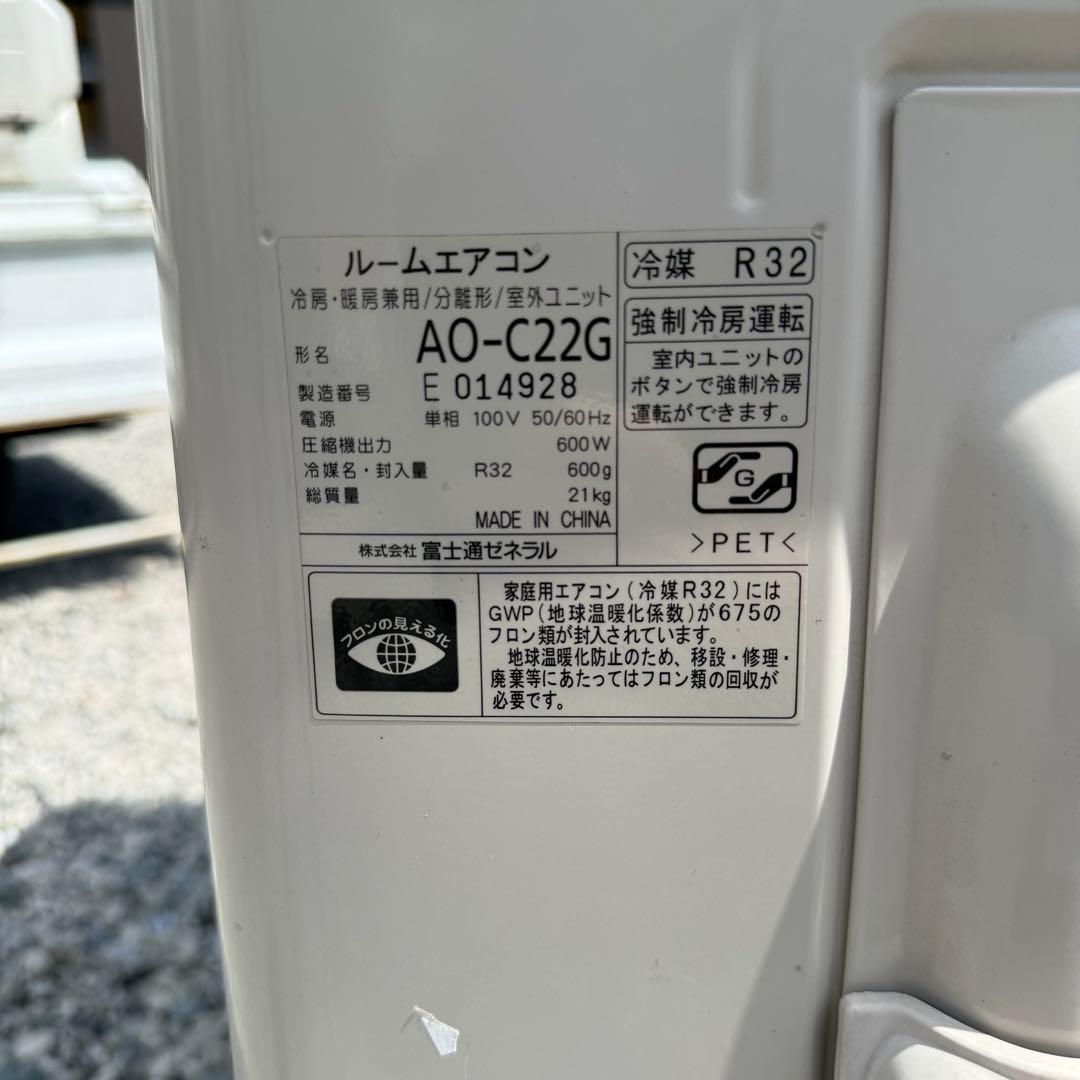 ルームエアコン
冷房・暖房兼用/分離形/室外ユニット
形名 AO-C22G
製造番号 E 014928
電源 単相 100V 50/60Hz
圧縮機出力 600W
冷媒名・封入量 R32 600g
総質量 21kg
MADE IN CHINA
株式会社 富士通ゼネラル
冷媒 R32
強制冷房運転
室内ユニットの
ボタンで強制冷房
運転ができます。
G
>PET<
フロンの見える化
家庭用エアコン(冷媒R32)には
GWP(地球温暖化係数)が675の
フロン類が封入されています。
地球温暖化防止のため、移設・修理・
廃棄等にあたってはフロン類の回収が
必要です。